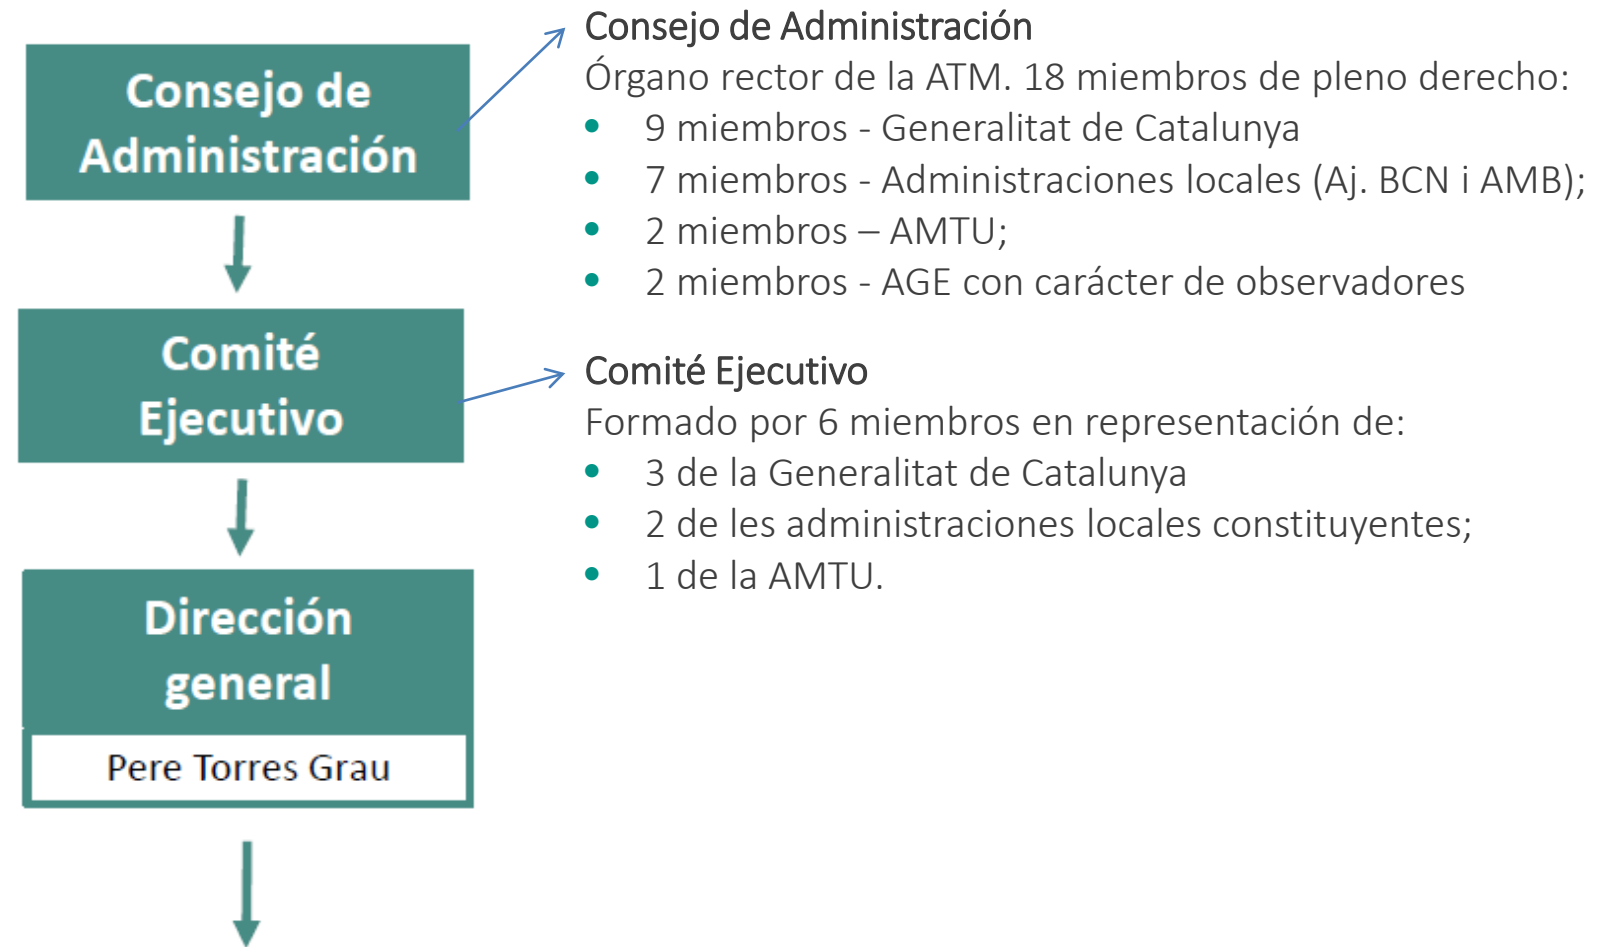 Consejo de
Administración
Comité
Ejecutivo
Dirección
general
Pere Torres Grau
Consejo de Administración
Órgano rector de la ATM. 18 miembros de pleno derecho:
• 9 miembros - Generalitat de Catalunya
• 7 miembros - Administraciones locales (Aj. BCN i AMB);
• 2 miembros – AMTU;
• 2 miembros - AGE con carácter de observadores
Comité Ejecutivo
Formado por 6 miembros en representación de:
• 3 de la Generalitat de Catalunya
• 2 de les administraciones locales constituyentes;
• 1 de la AMTU.